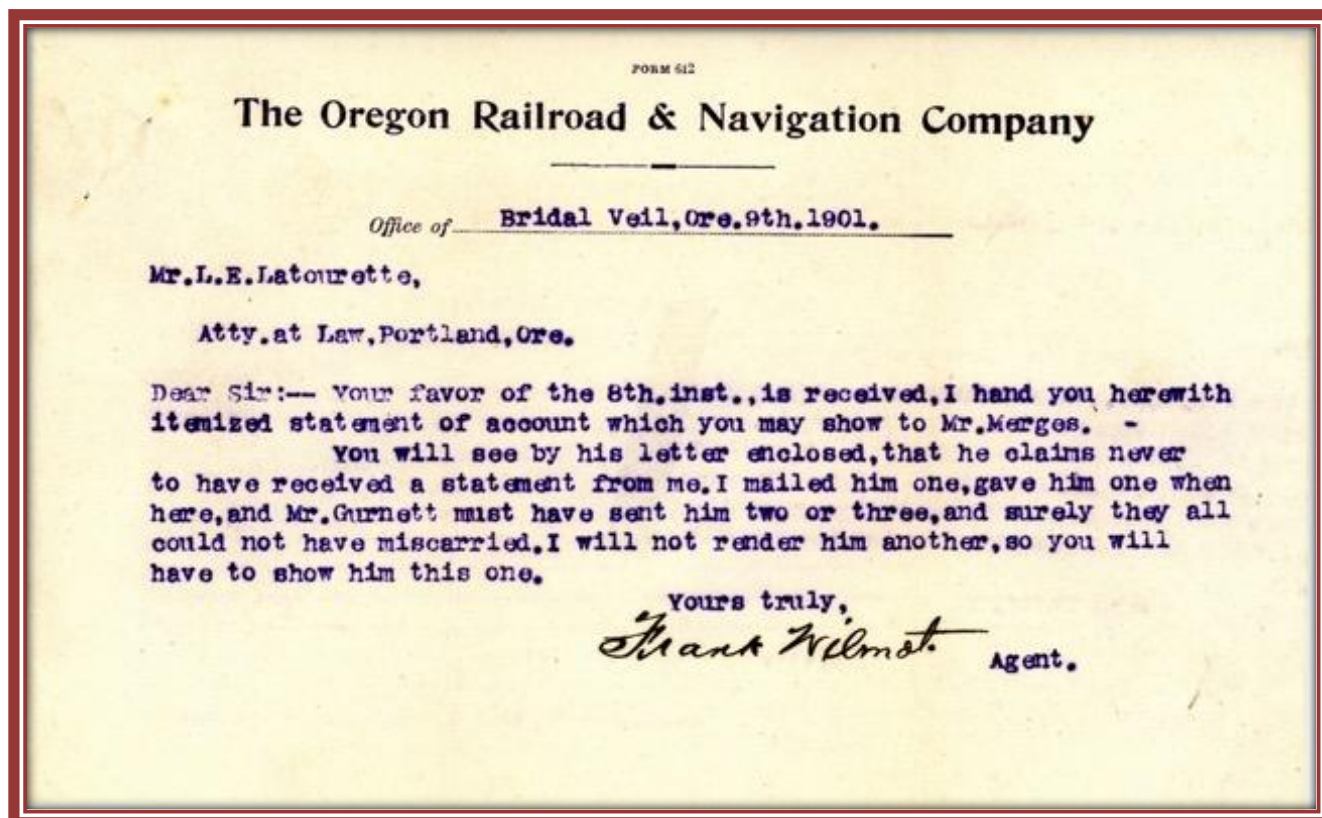 FORM 612
The Oregon Railroad & Navigation Company
Office of Bridal Veil,Ore.9th.1901.
Mr.L.E.Latourette,
Atty.at Law,Portland,Ore.
Dear Sir:-- Your favor of the 8th.inst.,is received,I hand you herewith
itemized statement of account which you may show to Mr.Merges. -
You will see by his letter enclosed,that he claims never
to have received a statement from me.I mailed him one,gave him one when
here,and Mr.Gurnett must have sent him two or three,and surely they all
could not have miscarried.I will not render him another,so you will
have to show him this one.
Yours truly,
Frank Wilmot. Agent.